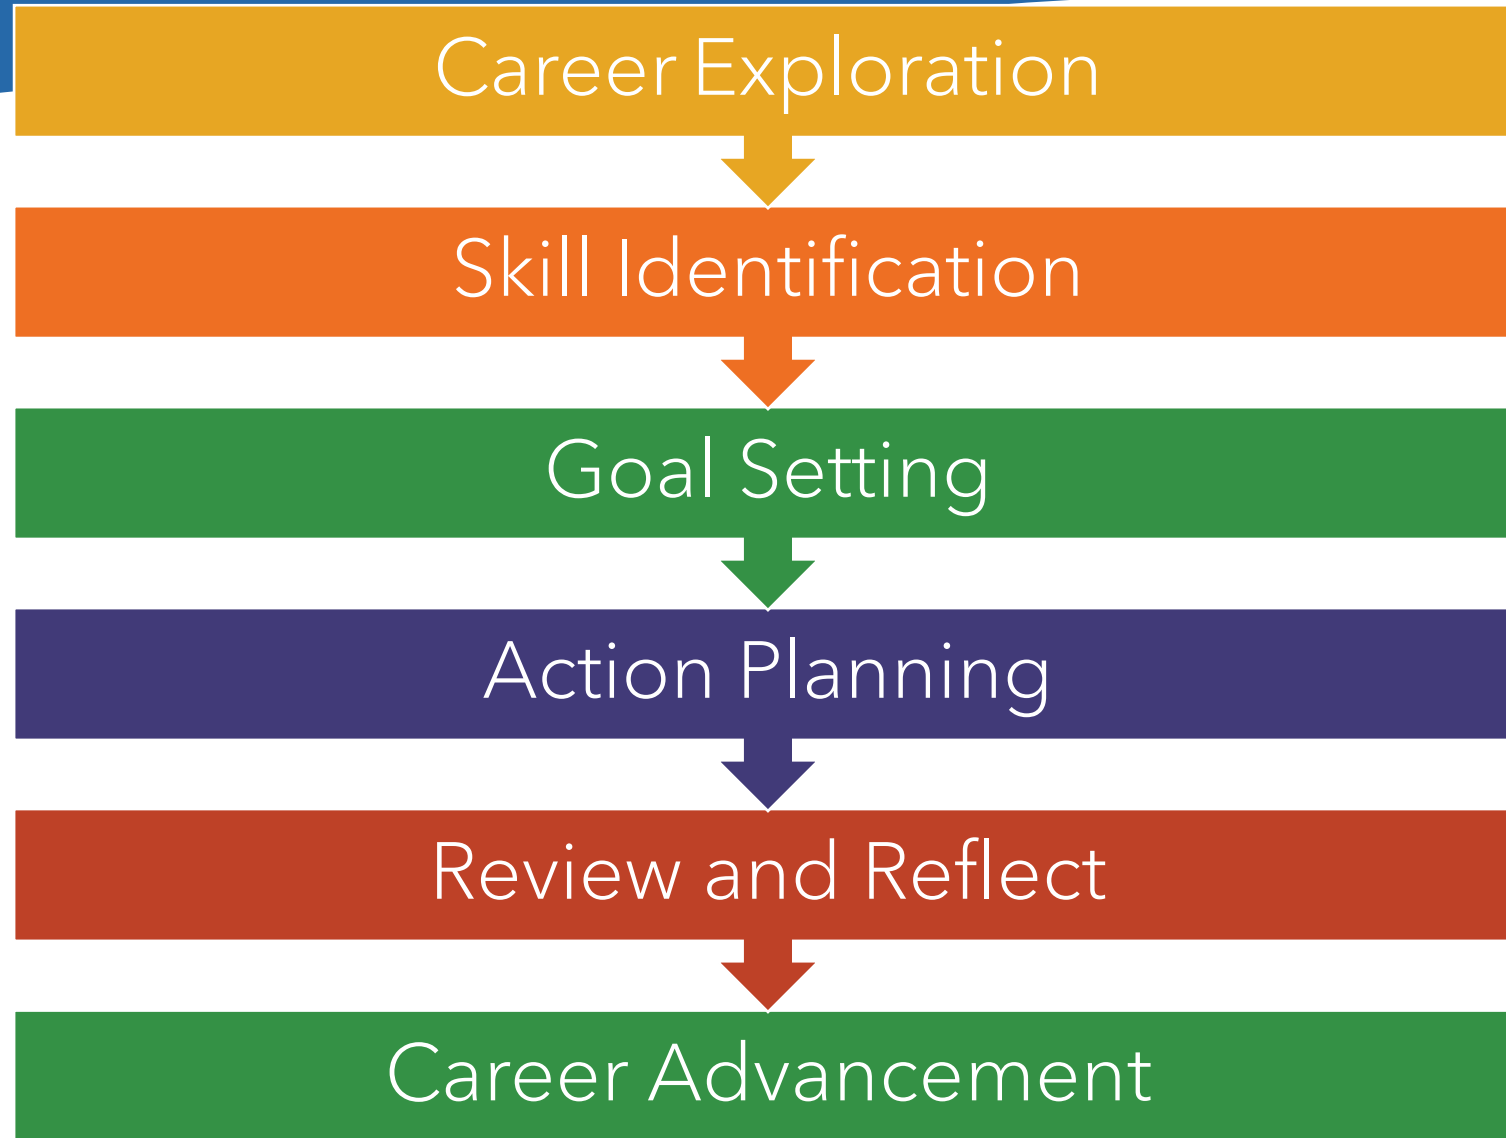 Career Exploration
Skill Identification
Goal Setting
Action Planning
Review and Reflect
Career Advancement